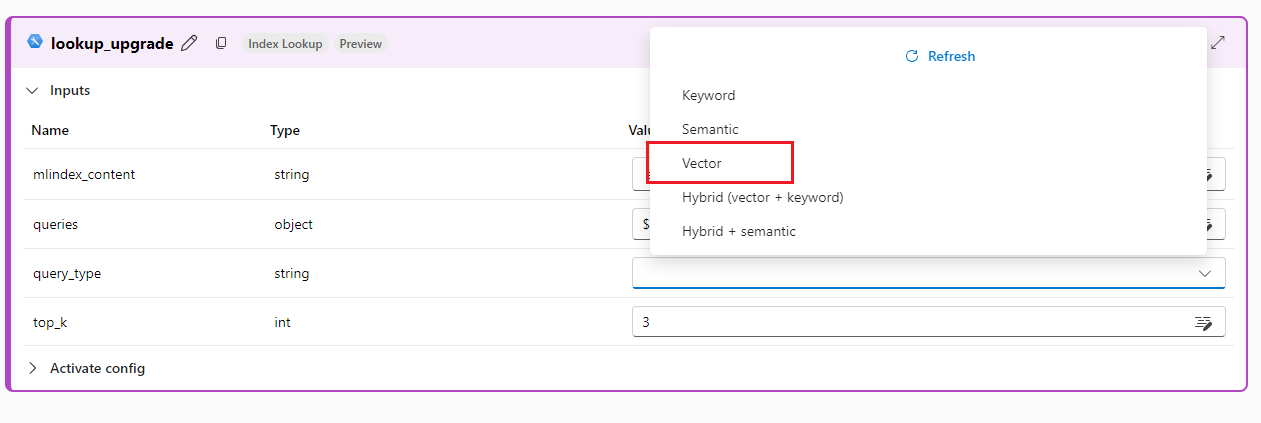 lookup_upgrade Index Lookup Preview
Refresh
Inputs
Keyword
Name Type
Semantic
Vector
mlindex_content string
Hybrid (vector + keyword)
queries object $
Hybrid + semantic
query_type string
top_k int 3
Activate config